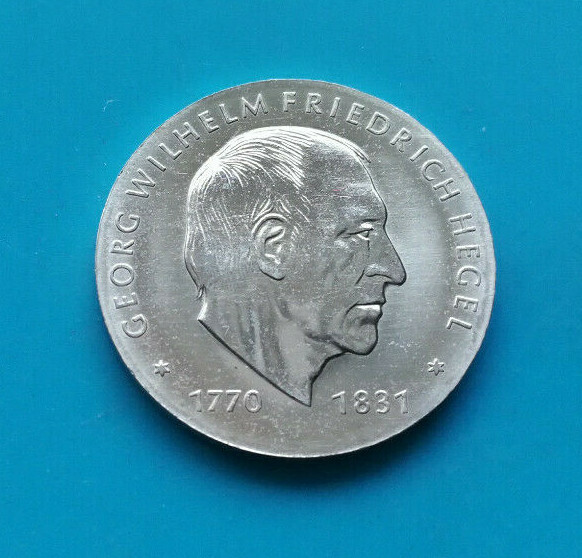 GEORG WILHELM FRIEDRICH HEGEL
1770 1831